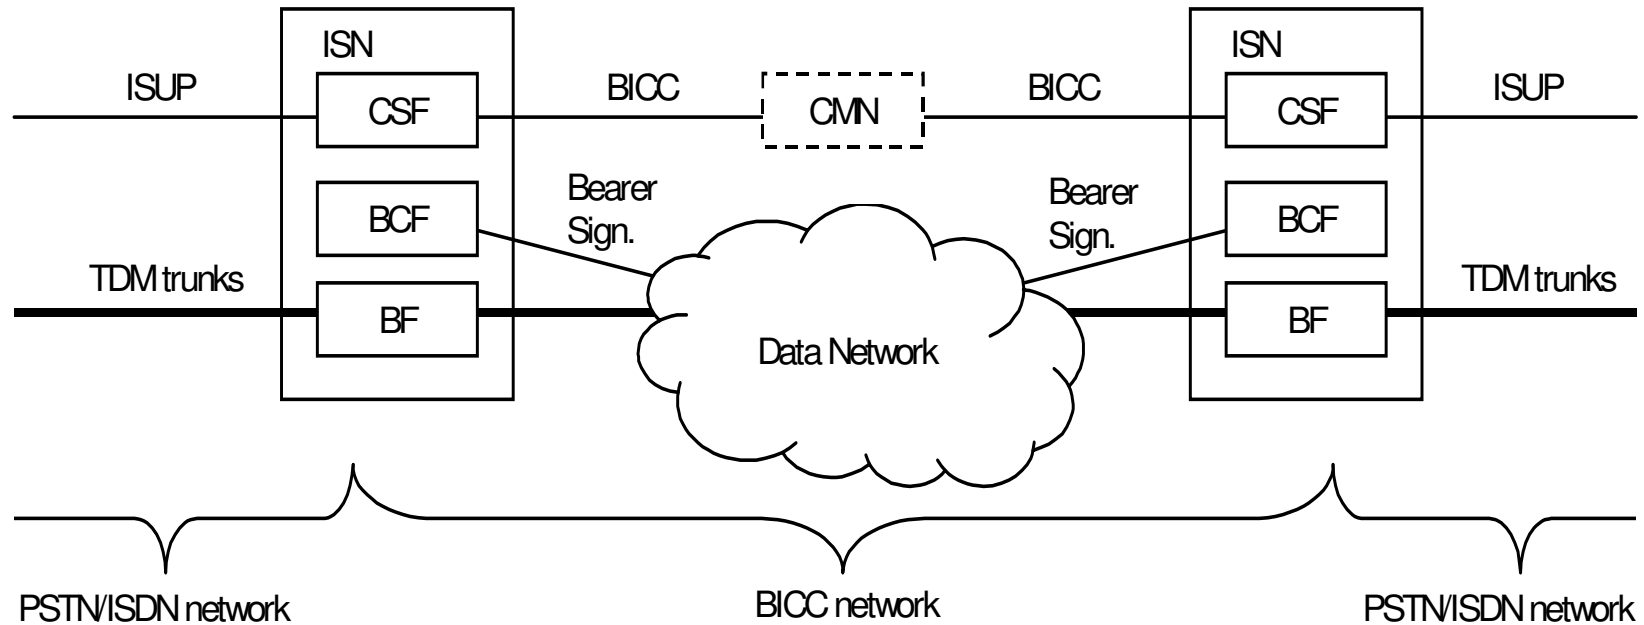 ISN
ISN
ISUP
BICC
BICC
ISUP
CSF
CMN
CSF
Bearer
Sign.
Bearer
Sign.
BCF
BCF
TDM trunks
TDM trunks
BF
BF
Data Network
PSTN/ISDN network
BICC network
PSTN/ISDN network